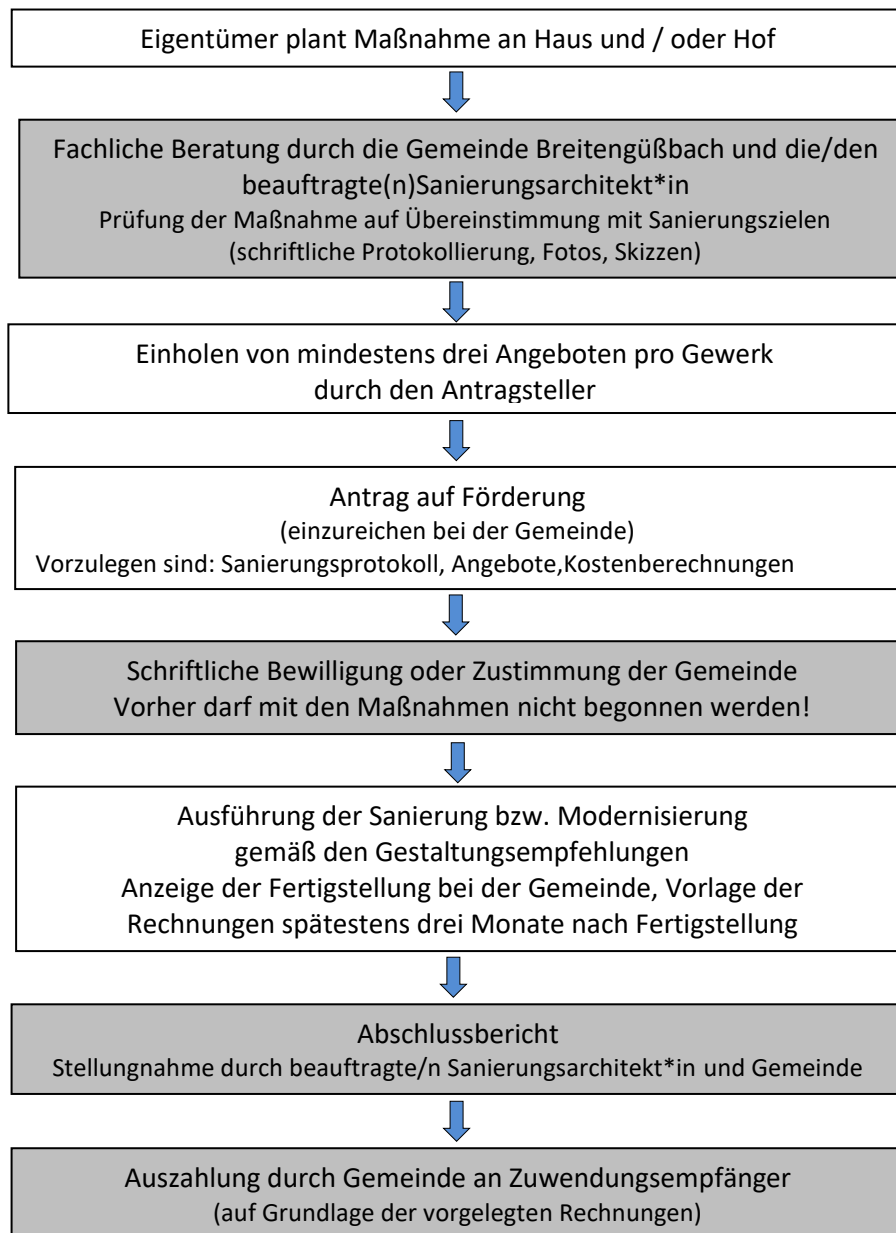 Eigentümer plant Maßnahme an Haus und / oder Hof
Fachliche Beratung durch die Gemeinde Breitengüßbach und die/den
beauftragte(n)Sanierungsarchitekt*in
Prüfung der Maßnahme auf Übereinstimmung mit Sanierungszielen
(schriftliche Protokollierung, Fotos, Skizzen)
Einholen von mindestens drei Angeboten pro Gewerk
durch den Antragsteller
Antrag auf Förderung
(einzureichen bei der Gemeinde)
Vorzulegen sind: Sanierungsprotokoll, Angebote,Kostenberechnungen
Schriftliche Bewilligung oder Zustimmung der Gemeinde
Vorher darf mit den Maßnahmen nicht begonnen werden!
Ausführung der Sanierung bzw. Modernisierung
gemäß den Gestaltungsempfehlungen
Anzeige der Fertigstellung bei der Gemeinde, Vorlage der
Rechnungen spätestens drei Monate nach Fertigstellung
Abschlussbericht
Stellungnahme durch beauftragte/n Sanierungsarchitekt*in und Gemeinde
Auszahlung durch Gemeinde an Zuwendungsempfänger
(auf Grundlage der vorgelegten Rechnungen)